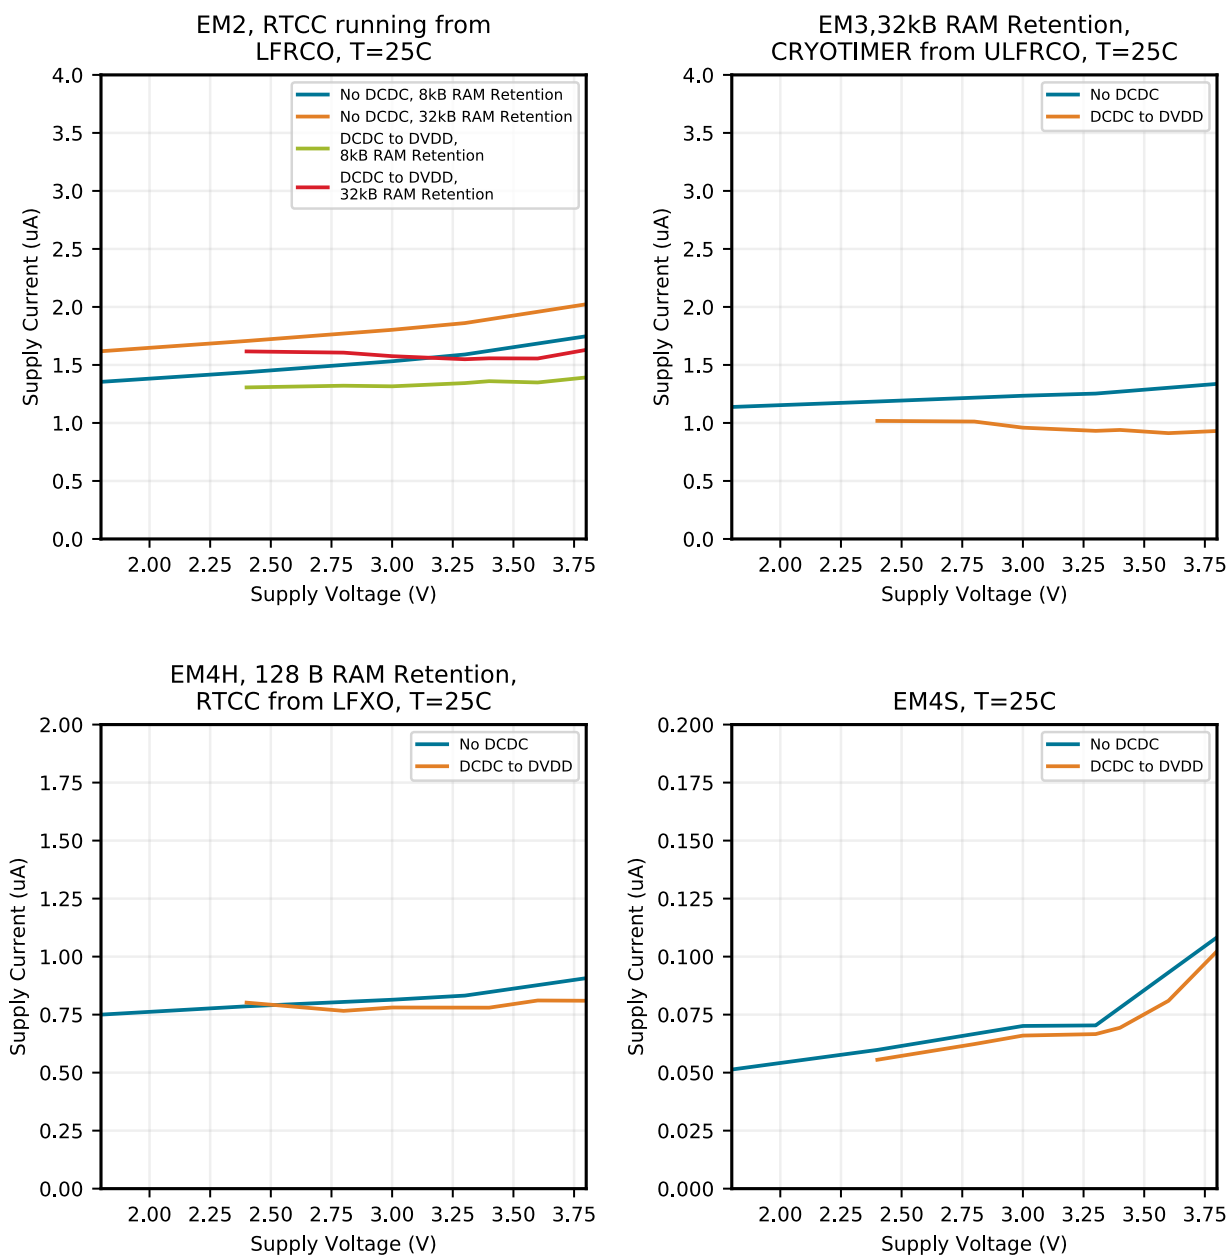 EM2, RTCC running from
LFRCO, T=25C
4.0
3.5
3.0
2.5
2.0
1.5
1.0
0.5
0.0
Supply Current (uA)
No DCDC, 8kB RAM Retention
No DCDC, 32kB RAM Retention
DCDC to DVDD,
8kB RAM Retention
DCDC to DVDD,
32kB RAM Retention
2.00 2.25 2.50 2.75 3.00 3.25 3.50 3.75
Supply Voltage (V)
EM3,32kB RAM Retention,
CRYOTIMER from ULFRCO, T=25C
4.0
3.5
3.0
2.5
2.0
1.5
1.0
0.5
0.0
Supply Current (uA)
No DCDC
DCDC to DVDD
2.00 2.25 2.50 2.75 3.00 3.25 3.50 3.75
Supply Voltage (V)
EM4H, 128 B RAM Retention,
RTCC from LFXO, T=25C
2.00
1.75
1.50
1.25
1.00
0.75
0.50
0.25
0.00
Supply Current (uA)
No DCDC
DCDC to DVDD
2.00 2.25 2.50 2.75 3.00 3.25 3.50 3.75
Supply Voltage (V)
EM4S, T=25C
0.200
0.175
0.150
0.125
0.100
0.075
0.050
0.025
0.000
Supply Current (uA)
No DCDC
DCDC to DVDD
2.00 2.25 2.50 2.75 3.00 3.25 3.50 3.75
Supply Voltage (V)